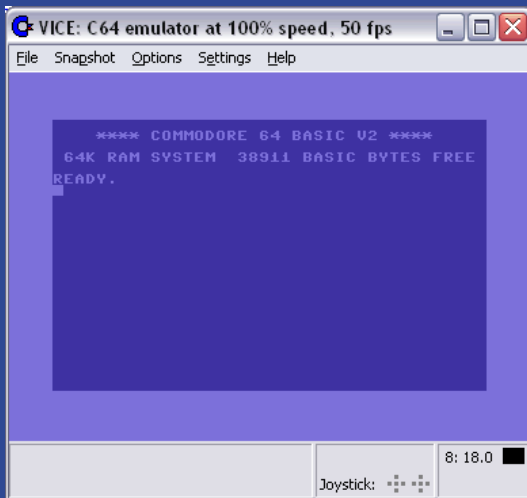 VICE: C64 emulator at 100% speed, 50 fps
File Snapshot Options Settings Help
**** COMMODORE 64 BASIC V2 ****
64K RAM SYSTEM 38911 BASIC BYTES FREE
READY.
8: 18.0
Joystick: